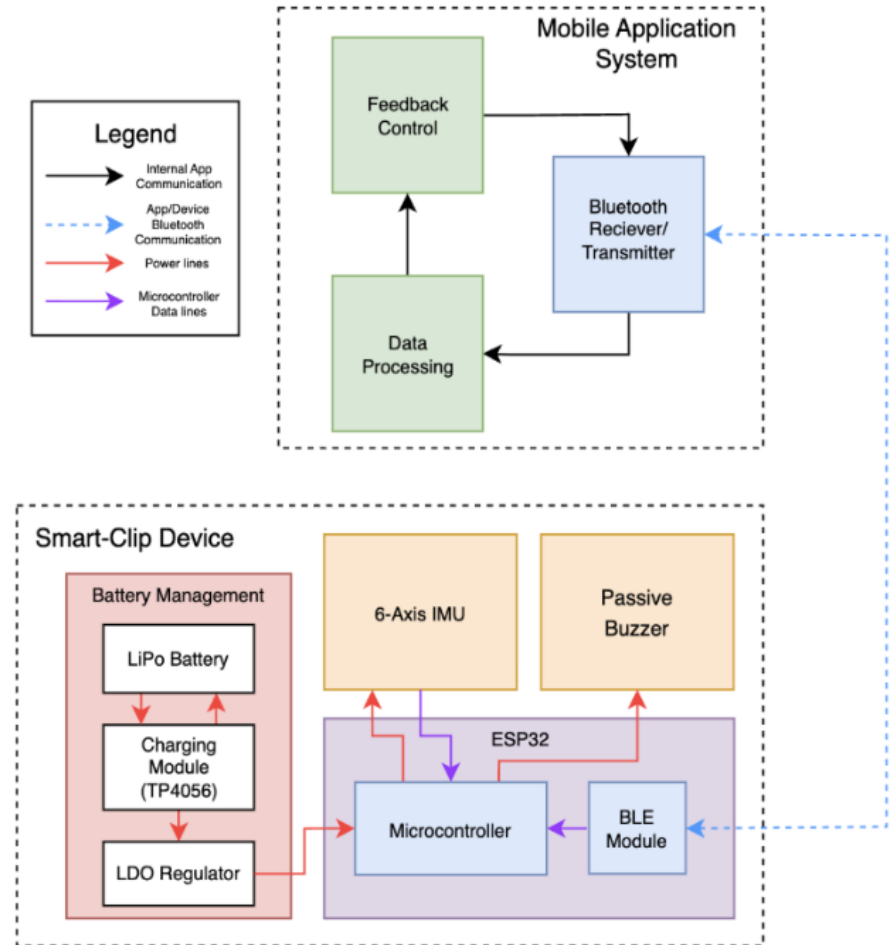 Mobile Application
System
Feedback
Control
Bluetooth
Reciever/
Transmitter
Data
Processing
Legend
Internal App
Communication
App/Device
Bluetooth
Communication
Power lines
Microcontroller
Data lines
Smart-Clip Device
Battery Management
LiPo Battery
Charging
Module
(TP4056)
LDO Regulator
6-Axis IMU
Passive
Buzzer
ESP32
Microcontroller
BLE
Module